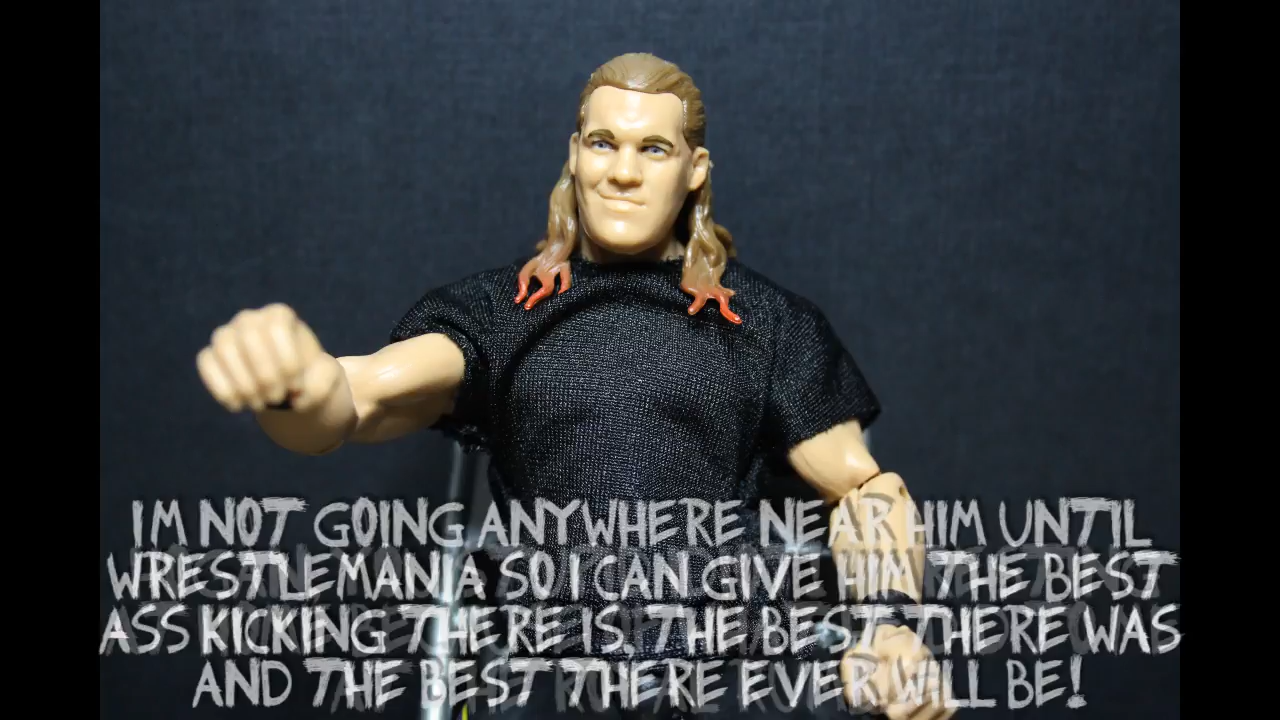 IM NOT GOING ANYWHERE NEAR HIM UNTIL
WRESTLEMANIA SO I CAN GIVE HIM THE BEST
ASS KICKING THERE IS, THE BEST THERE WAS
AND THE BEST THERE EVER WILL BE!